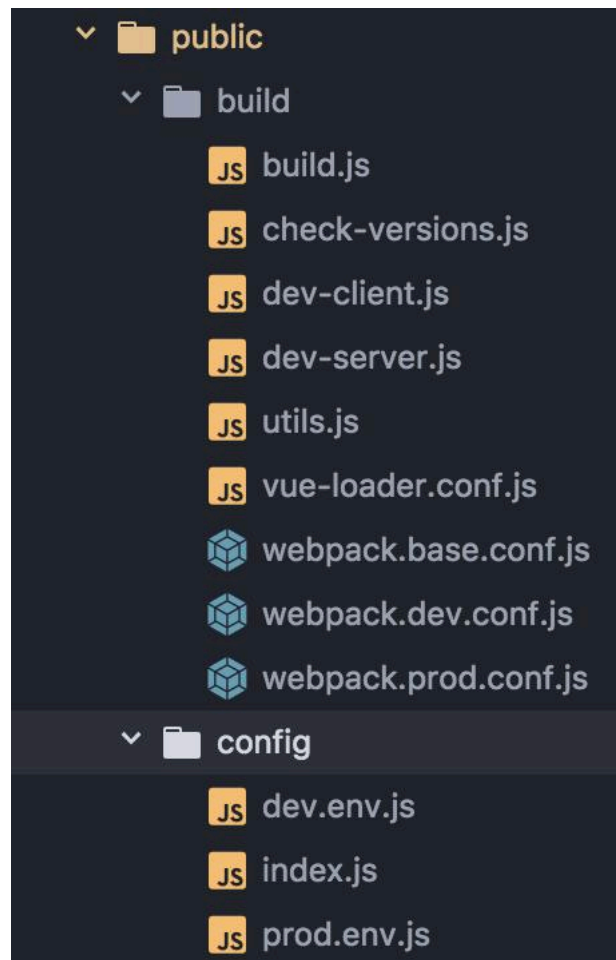 public
build
JS build.js
JS check-versions.js
JS dev-client.js
JS dev-server.js
JS utils.js
JS vue-loader.conf.js
webpack.base.conf.js
webpack.dev.conf.js
webpack.prod.conf.js
config
JS dev.env.js
JS index.js
JS prod.env.js